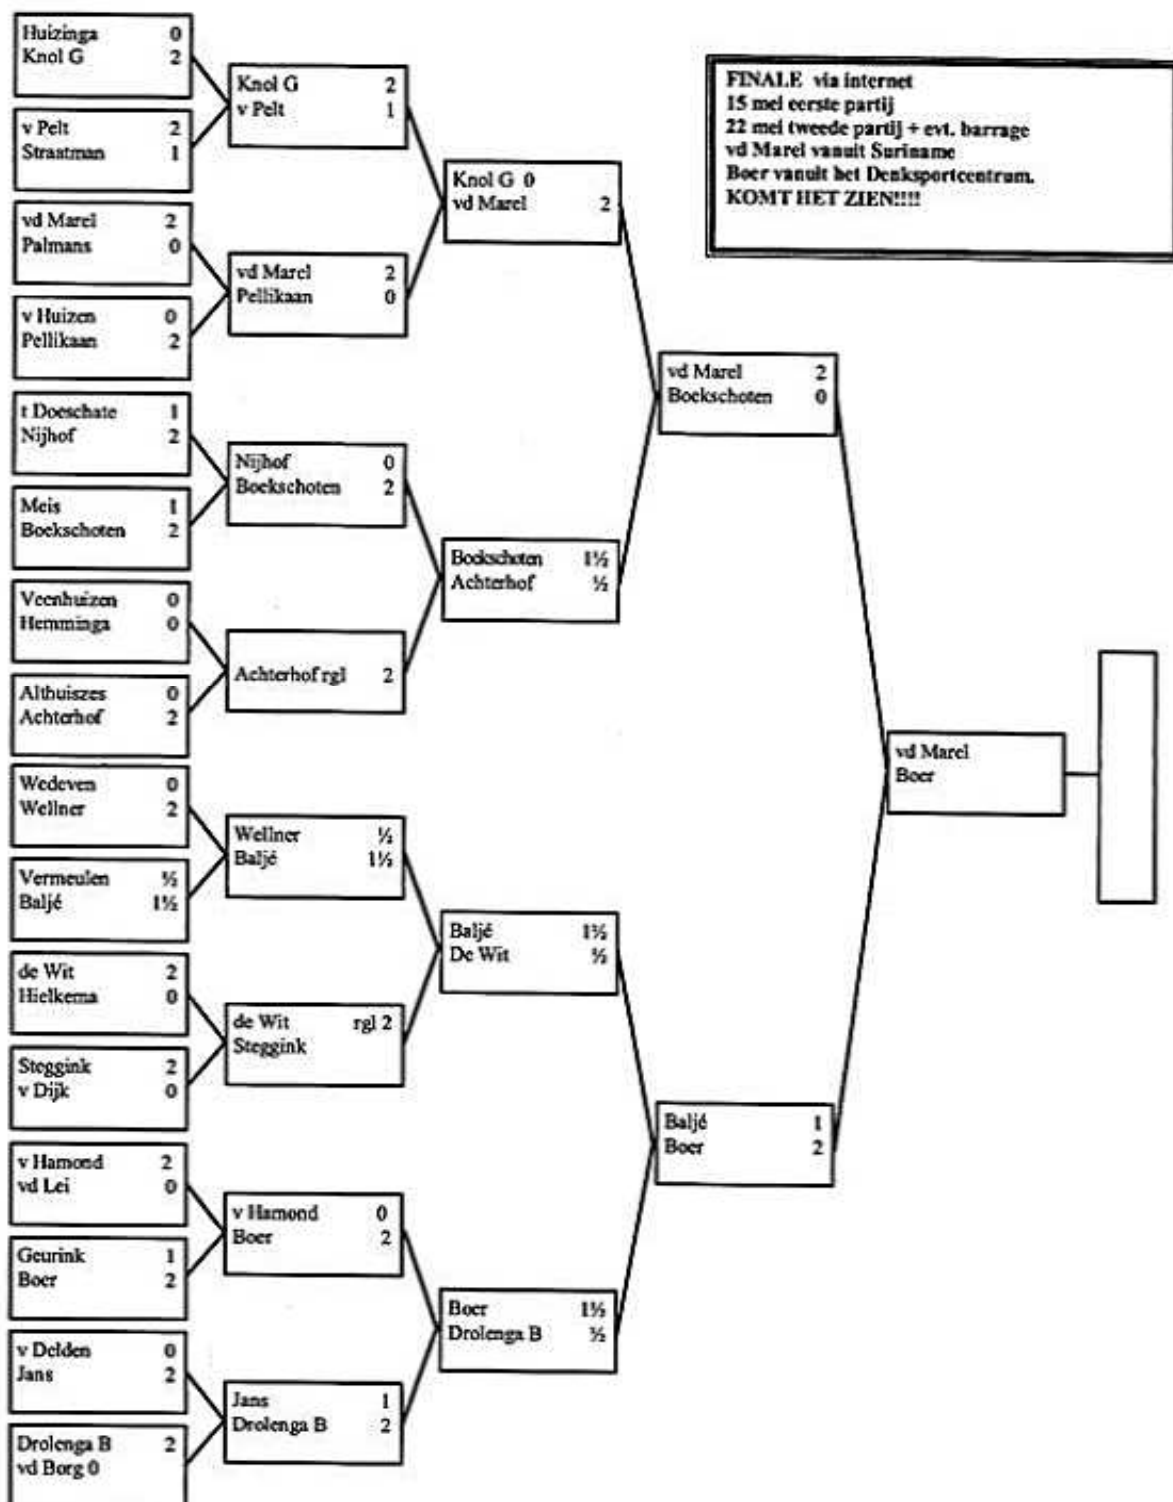 Huizinga 0
Knol G 2
v Pelt 2
Straatman 1
vd Marel 2
Palmans 0
v Huizen 0
Pellikaan 2
t Doeschate 1
Nijhof 2
Meis 1
Boekschoten 2
Veenhuizen 0
Hemminga 0
Althuiszes 0
Achterhof 2
Wedeven 0
Wellner 2
Vermeulen ½
Baljé 1½
de Wit 2
Hielkema 0
Steggink 2
v Dijk 0
v Hamond 2
vd Lei 0
Geurink 1
Boer 2
v Delden 0
Jans 2
Drolenga B 2
vd Borg 0
Knol G 2
v Pelt 1
vd Marel 2
Pellikaan 0
Nijhof 0
Boekschoten 2
Achterhof rgl 2
Wellner ½
Baljé 1½
de Wit rgl 2
Steggink
v Hamond 0
Boer 2
Jans 1
Drolenga B 2
Knol G 0
vd Marel 2
Boekschoten 1½
Achterhof ½
Baljé 1½
De Wit ½
Boer 1½
Drolenga B ½
vd Marel 2
Boekschoten 0
Baljé 1
Boer 2
vd Marel
Boer
FINALE via internet
15 mei eerste partij
22 mei tweede partij + evt. barrage
vd Marel vanuit Suriname
Boer vanuit het Denksportcentrum.
KOMT HET ZIEN!!!!